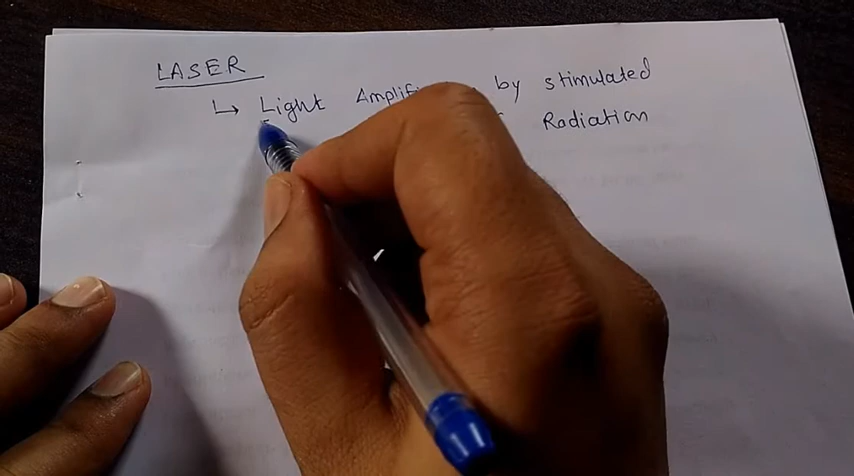 LASER
↳ Light by stimulated
Radiation